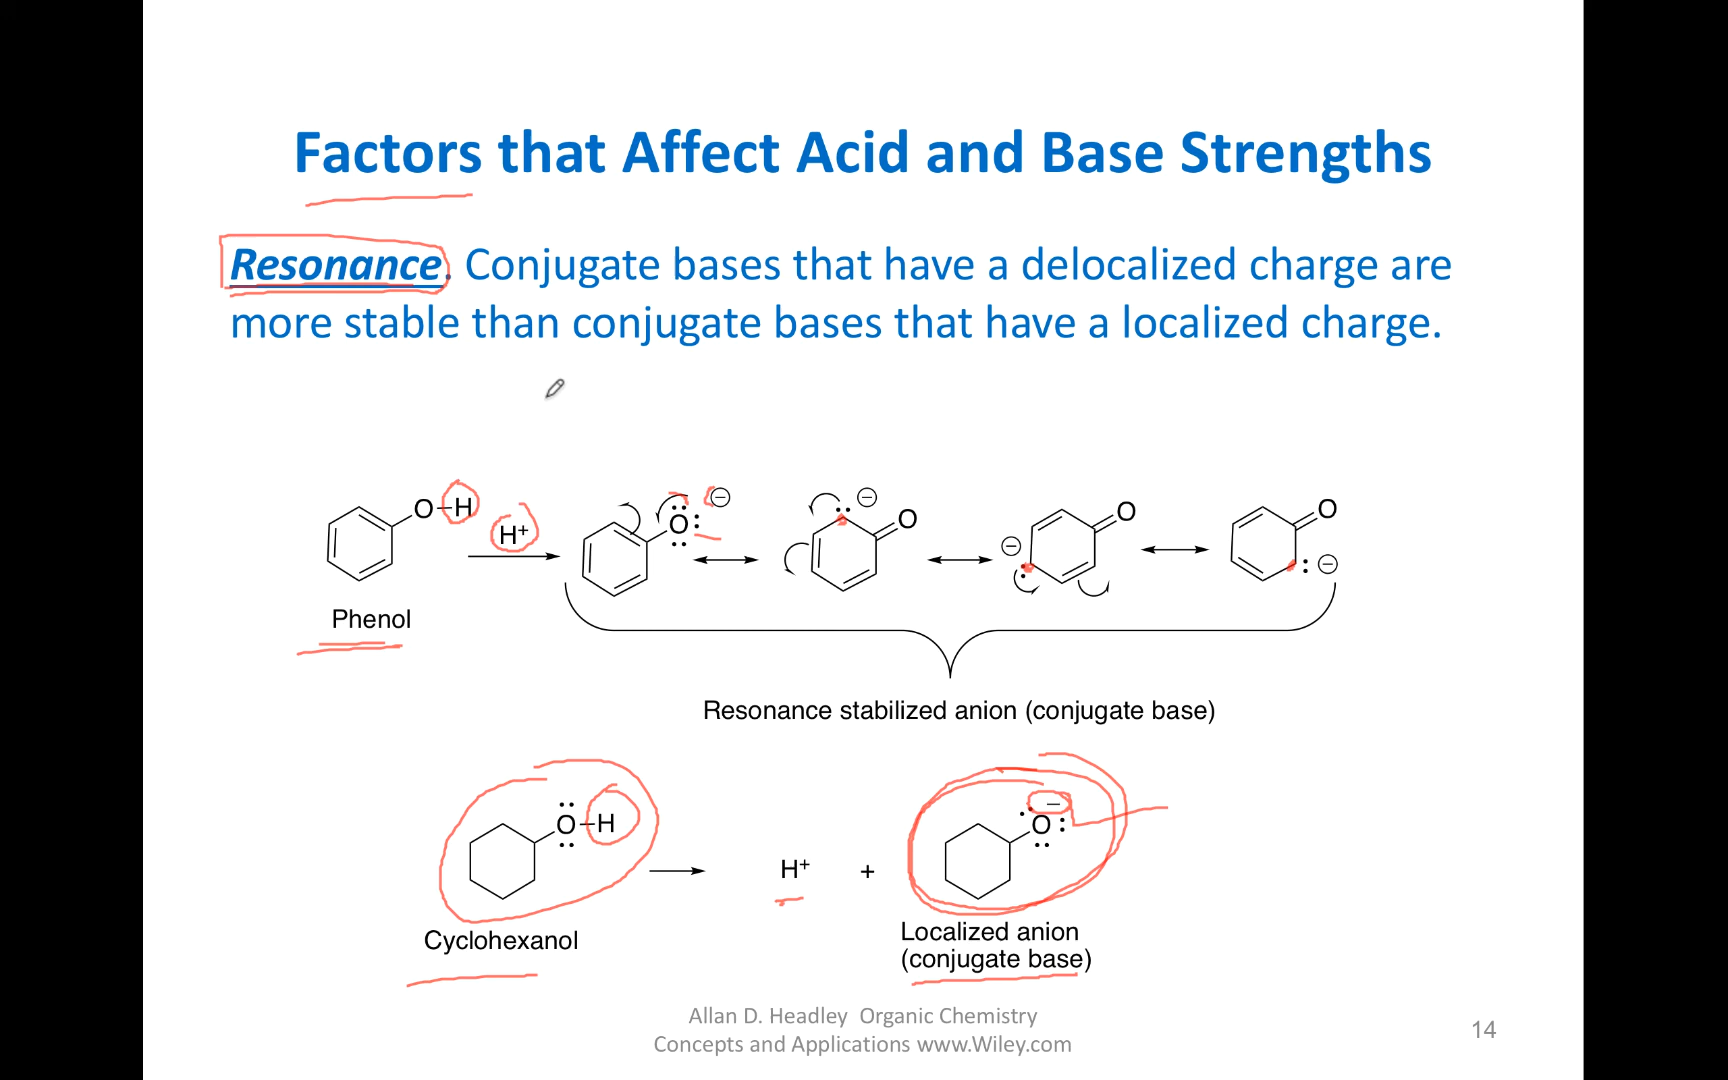 Factors that Affect Acid and Base Strengths
Resonance. Conjugate bases that have a delocalized charge are
more stable than conjugate bases that have a localized charge.
O–H
H⁺
O
⊖
⊖
O
⊖
O
O
⊖
Phenol
Resonance stabilized anion (conjugate base)
O–H
H⁺
+
O
−
Cyclohexanol
Localized anion
(conjugate base)
Allan D. Headley Organic Chemistry
Concepts and Applications www.Wiley.com
14